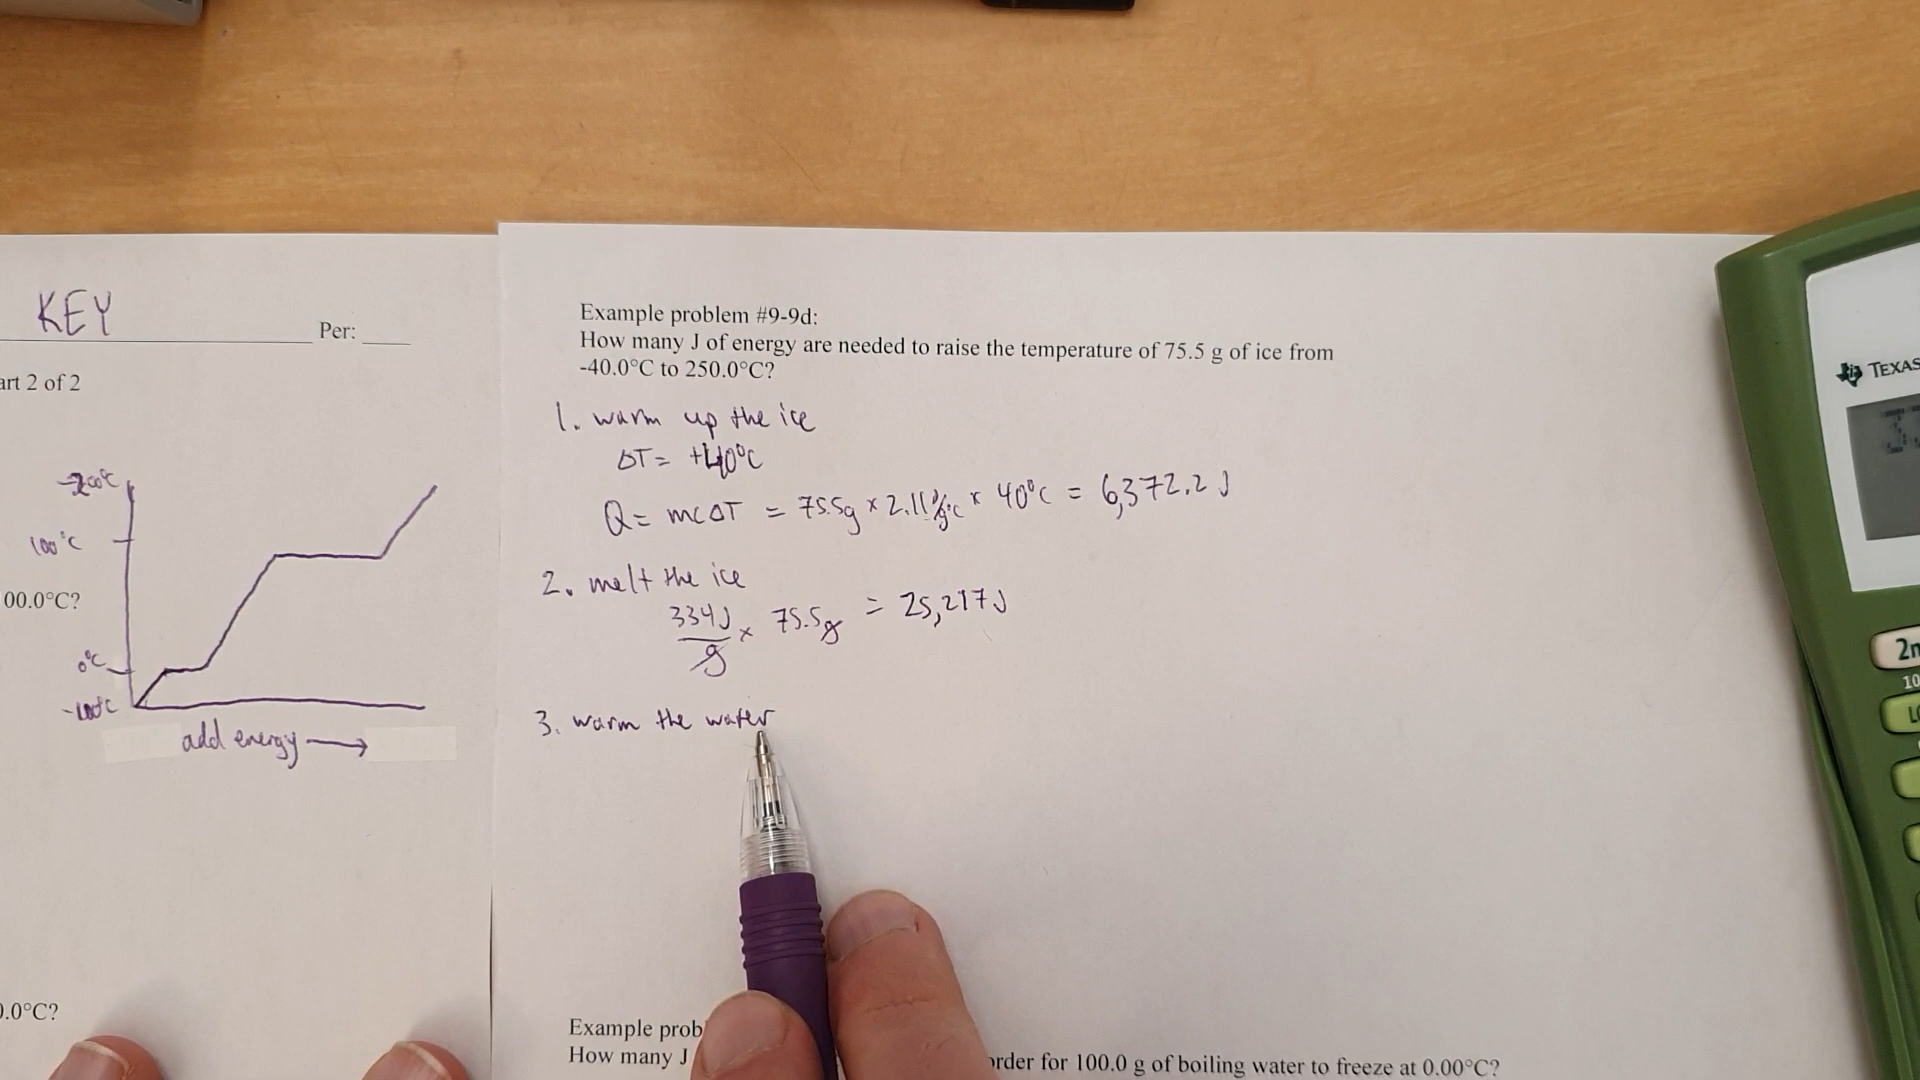 KEY
Per:
art 2 of 2
-200°C
100°C
00.0°C?
0°C
-100°C
add energy →
0.0°C?
Example problem #9-9d:
How many J of energy are needed to raise the temperature of 75.5 g of ice from
-40.0°C to 250.0°C?
1. warm up the ice
ΔT = +40°C
Q = mcΔT = 75.5g × 2.11 J/g°C × 40°C = 6,372.2 J
2. melt the ice
334J/g × 75.5g = 25,217J
3. warm the water
Example prob
How many J
order for 100.0 g of boiling water to freeze at 0.00°C?
TEXAS
2n
10